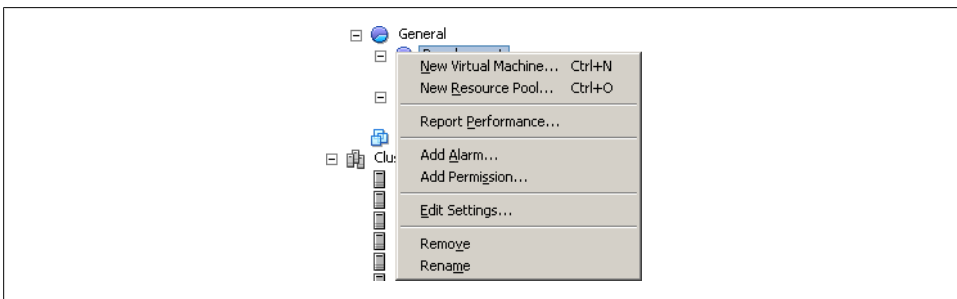 General
New Virtual Machine... Ctrl+N
New Resource Pool... Ctrl+O
Report Performance...
Add Alarm...
Clu
Add Permission...
Edit Settings...
Remove
Rename